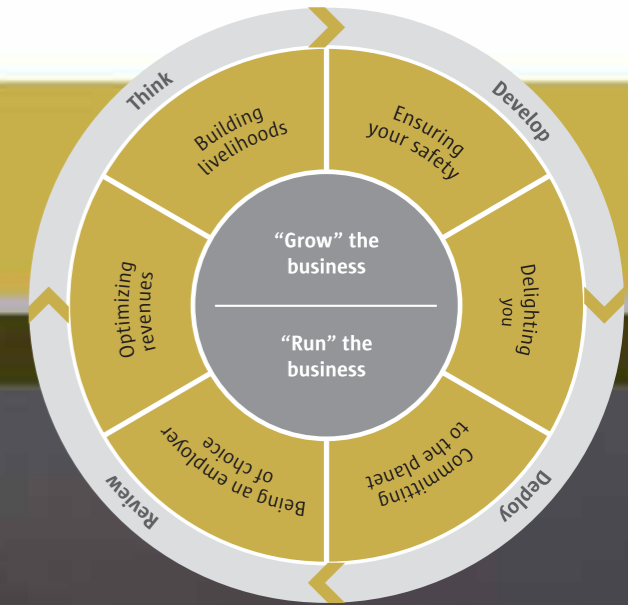 Think
Develop
Deploy
Review
Building
livelihoods
Ensuring
your safety
Delighting
you
Committing
to the planet
Being an employer
of choice
Optimizing
revenues
“Grow” the
business
“Run” the
business